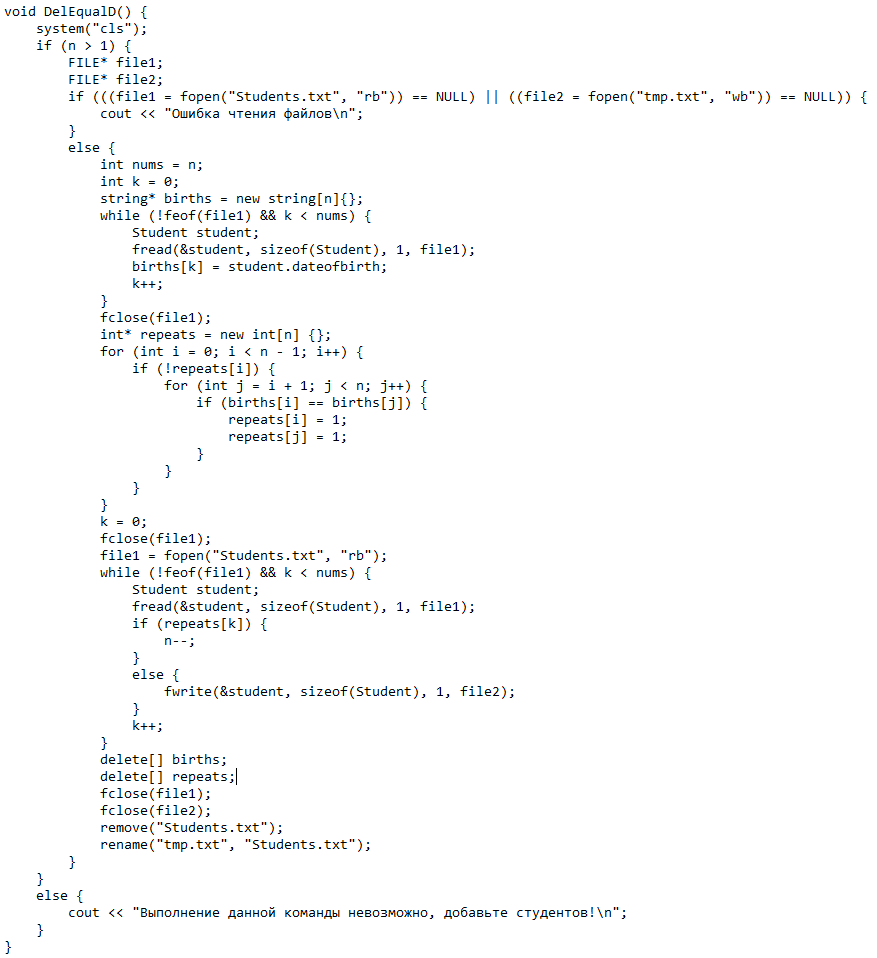 void DelEqualD() {
    system("cls");
    if (n > 1) {
        FILE* file1;
        FILE* file2;
        if (((file1 = fopen("Students.txt", "rb")) == NULL) || ((file2 = fopen("tmp.txt", "wb")) == NULL)) {
            cout << "Ошибка чтения файлов\n";
        }
        else {
            int nums = n;
            int k = 0;
            string* births = new string[n]{};
            while (!feof(file1) && k < nums) {
                Student student;
                fread(&student, sizeof(Student), 1, file1);
                births[k] = student.dateofbirth;
                k++;
            }
            fclose(file1);
            int* repeats = new int[n] {};
            for (int i = 0; i < n - 1; i++) {
                if (!repeats[i]) {
                    for (int j = i + 1; j < n; j++) {
                        if (births[i] == births[j]) {
                            repeats[i] = 1;
                            repeats[j] = 1;
                        }
                    }
                }
            }
            k = 0;
            fclose(file1);
            file1 = fopen("Students.txt", "rb");
            while (!feof(file1) && k < nums) {
                Student student;
                fread(&student, sizeof(Student), 1, file1);
                if (repeats[k]) {
                    n--;
                }
                else {
                    fwrite(&student, sizeof(Student), 1, file2);
                }
                k++;
            }
            delete[] births;
            delete[] repeats;
            fclose(file1);
            fclose(file2);
            remove("Students.txt");
            rename("tmp.txt", "Students.txt");
        }
    }
    else {
        cout << "Выполнение данной команды невозможно, добавьте студентов!\n";
    }
}